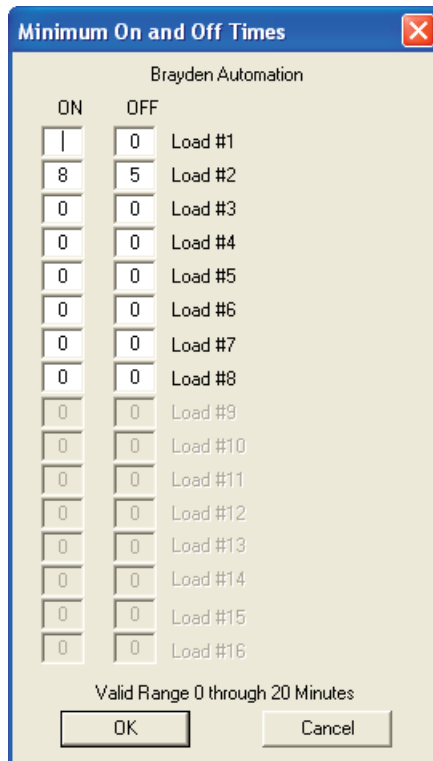 Minimum On and Off Times
Brayden Automation
ON OFF
0 Load #1
8 5 Load #2
0 0 Load #3
0 0 Load #4
0 0 Load #5
0 0 Load #6
0 0 Load #7
0 0 Load #8
0 0 Load #9
0 0 Load #10
0 0 Load #11
0 0 Load #12
0 0 Load #13
0 0 Load #14
0 0 Load #15
0 0 Load #16
Valid Range 0 through 20 Minutes
OK Cancel